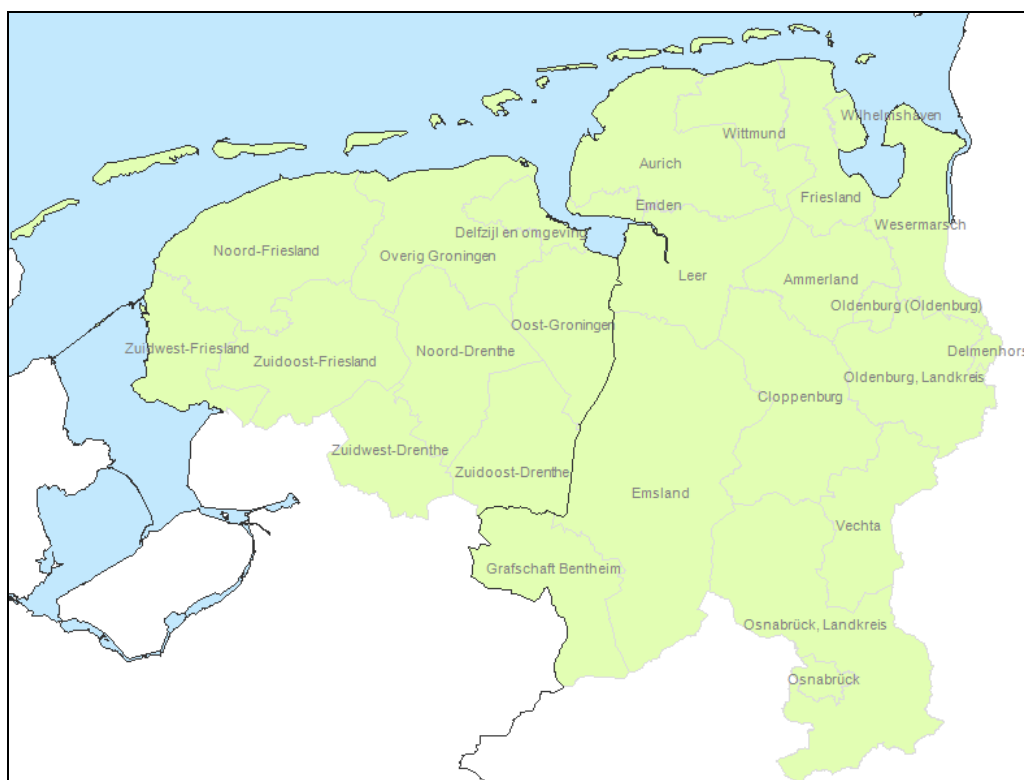 Wilhelmshaven
Wittmund
Aurich
Friesland
Emden
Wesermarsch
Delfzijl en omgeving
Noord-Friesland
Overig Groningen
Leer
Ammerland
Oldenburg (Oldenburg)
Oost-Groningen
Zuidwest-Friesland
Noord-Drenthe
Delmenhors
Zuidoost-Friesland
Oldenburg, Landkreis
Cloppenburg
Zuidwest-Drenthe
Zuidoost-Drenthe
Emsland
Vechta
Grafschaft Bentheim
Osnabrück, Landkreis
Osnabrück